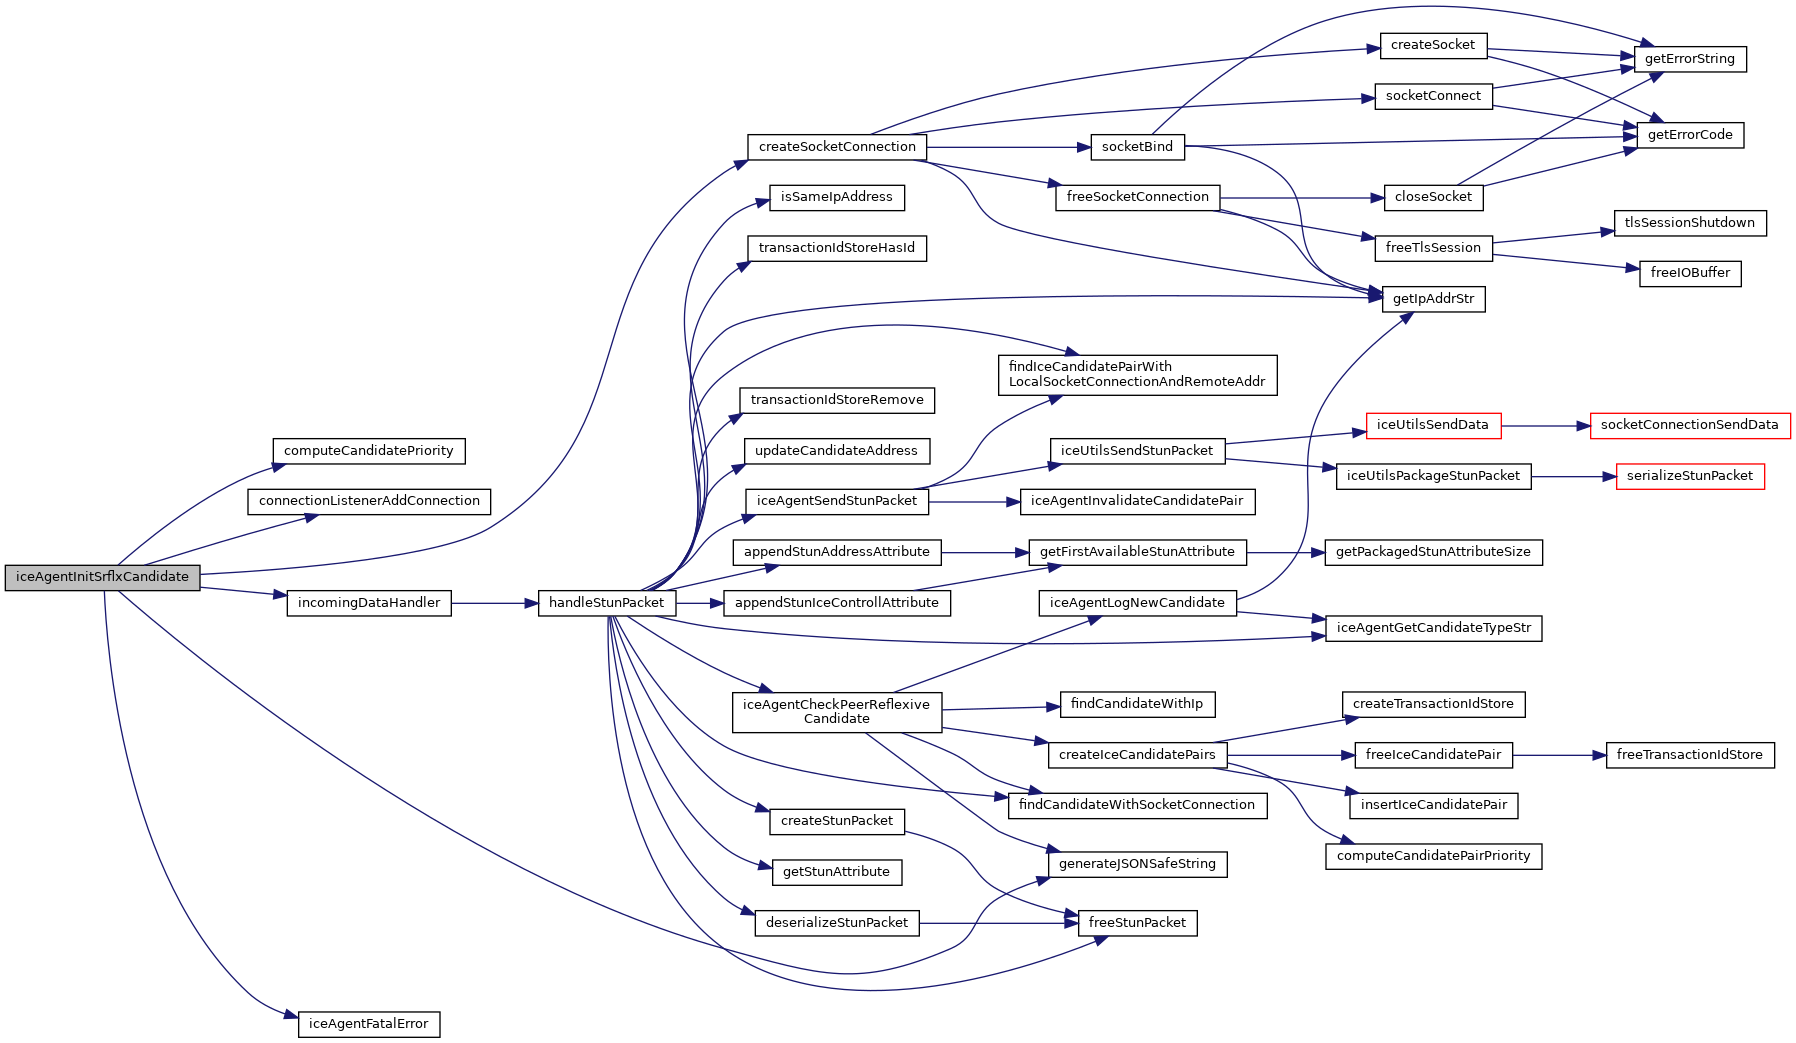 iceAgentInitSrflxCandidate
computeCandidatePriority
connectionListenerAddConnection
incomingDataHandler
iceAgentFatalError
handleStunPacket
createSocketConnection
isSameIpAddress
transactionIdStoreHasId
transactionIdStoreRemove
updateCandidateAddress
iceAgentSendStunPacket
appendStunAddressAttribute
appendStunIceControllAttribute
iceAgentCheckPeerReflexive
Candidate
createStunPacket
getStunAttribute
deserializeStunPacket
socketBind
freeSocketConnection
findIceCandidatePairWith
LocalSocketConnectionAndRemoteAddr
iceUtilsSendStunPacket
iceAgentInvalidateCandidatePair
getFirstAvailableStunAttribute
iceAgentLogNewCandidate
findCandidateWithIp
createIceCandidatePairs
findCandidateWithSocketConnection
generateJSONSafeString
freeStunPacket
createSocket
socketConnect
closeSocket
freeTlsSession
getIpAddrStr
iceUtilsSendData
iceUtilsPackageStunPacket
getPackagedStunAttributeSize
iceAgentGetCandidateTypeStr
createTransactionIdStore
freeIceCandidatePair
insertIceCandidatePair
computeCandidatePairPriority
getErrorString
getErrorCode
tlsSessionShutdown
freeIOBuffer
socketConnectionSendData
serializeStunPacket
freeTransactionIdStore